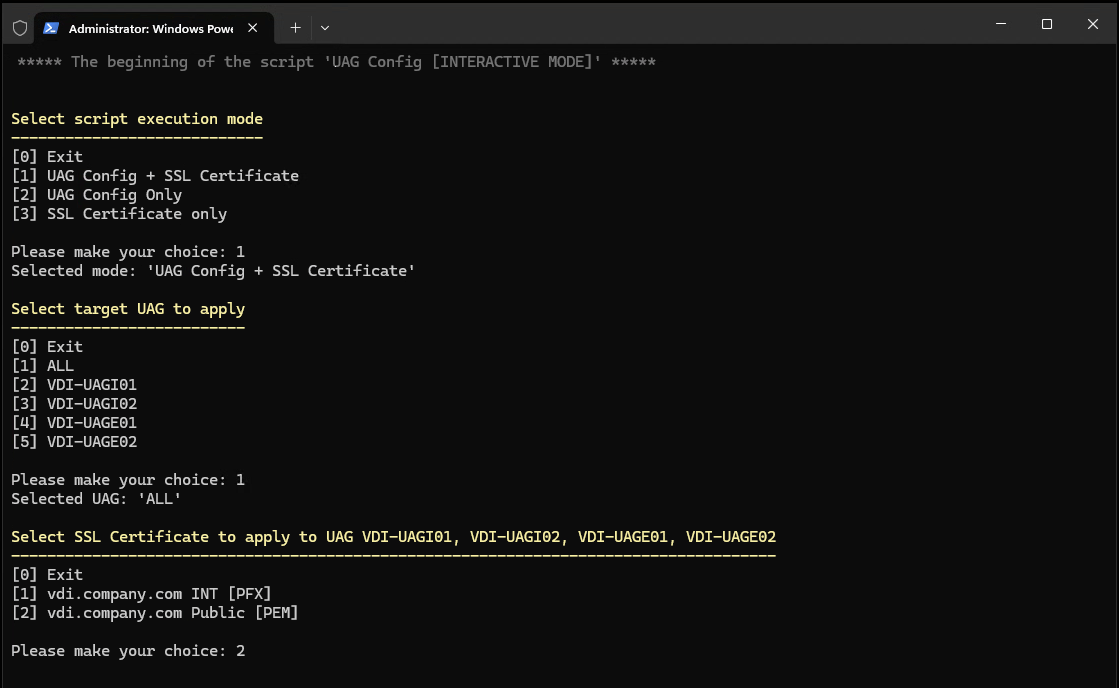 Administrator: Windows Powe
***** The beginning of the script 'UAG Config [INTERACTIVE MODE]' *****
Select script execution mode
----------------------------
[0] Exit
[1] UAG Config + SSL Certificate
[2] UAG Config Only
[3] SSL Certificate only
Please make your choice: 1
Selected mode: 'UAG Config + SSL Certificate'
Select target UAG to apply
--------------------------
[0] Exit
[1] ALL
[2] VDI-UAGI01
[3] VDI-UAGI02
[4] VDI-UAGE01
[5] VDI-UAGE02
Please make your choice: 1
Selected UAG: 'ALL'
Select SSL Certificate to apply to UAG VDI-UAGI01, VDI-UAGI02, VDI-UAGE01, VDI-UAGE02
-------------------------------------------------------------------------------------
[0] Exit
[1] vdi.company.com INT [PFX]
[2] vdi.company.com Public [PEM]
Please make your choice: 2